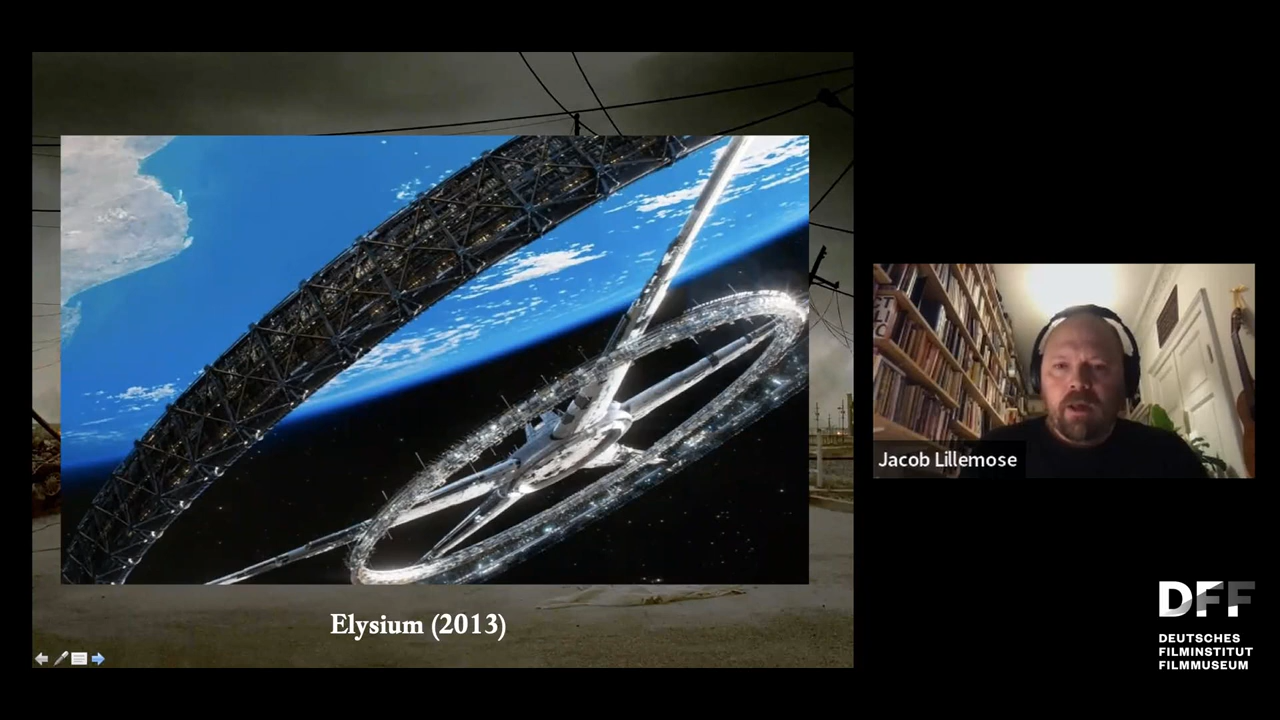 Elysium (2013)
Jacob Lillemose
DFF
DEUTSCHES
FILMINSTITUT
FILMMUSEUM